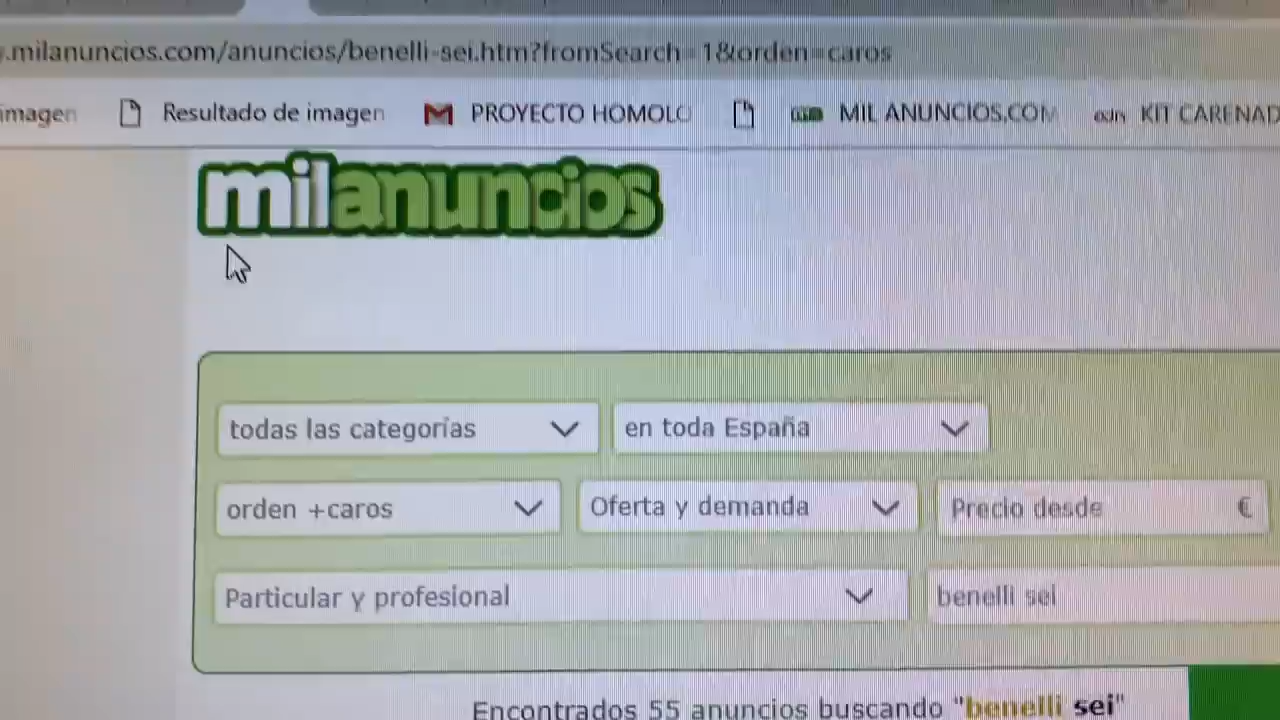 .milanuncios.com/anuncios/benelli-sei.htm?fromSearch=1&orden=caros
imagen Resultado de imagen PROYECTO HOMOLO MIL ANUNCIOS.COM KIT CARENAD
milanuncios
todas las categorías en toda España
orden +caros Oferta y demanda Precio desde €
Particular y profesional benelli sei
Encontrados 55 anuncios buscando "benelli sei"